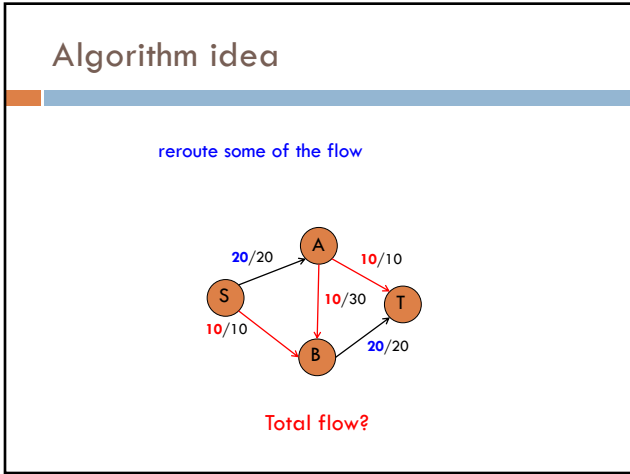 Algorithm idea
reroute some of the flow
A
20/20
10/10
S
10/30
T
10/10
B
20/20
Total flow?